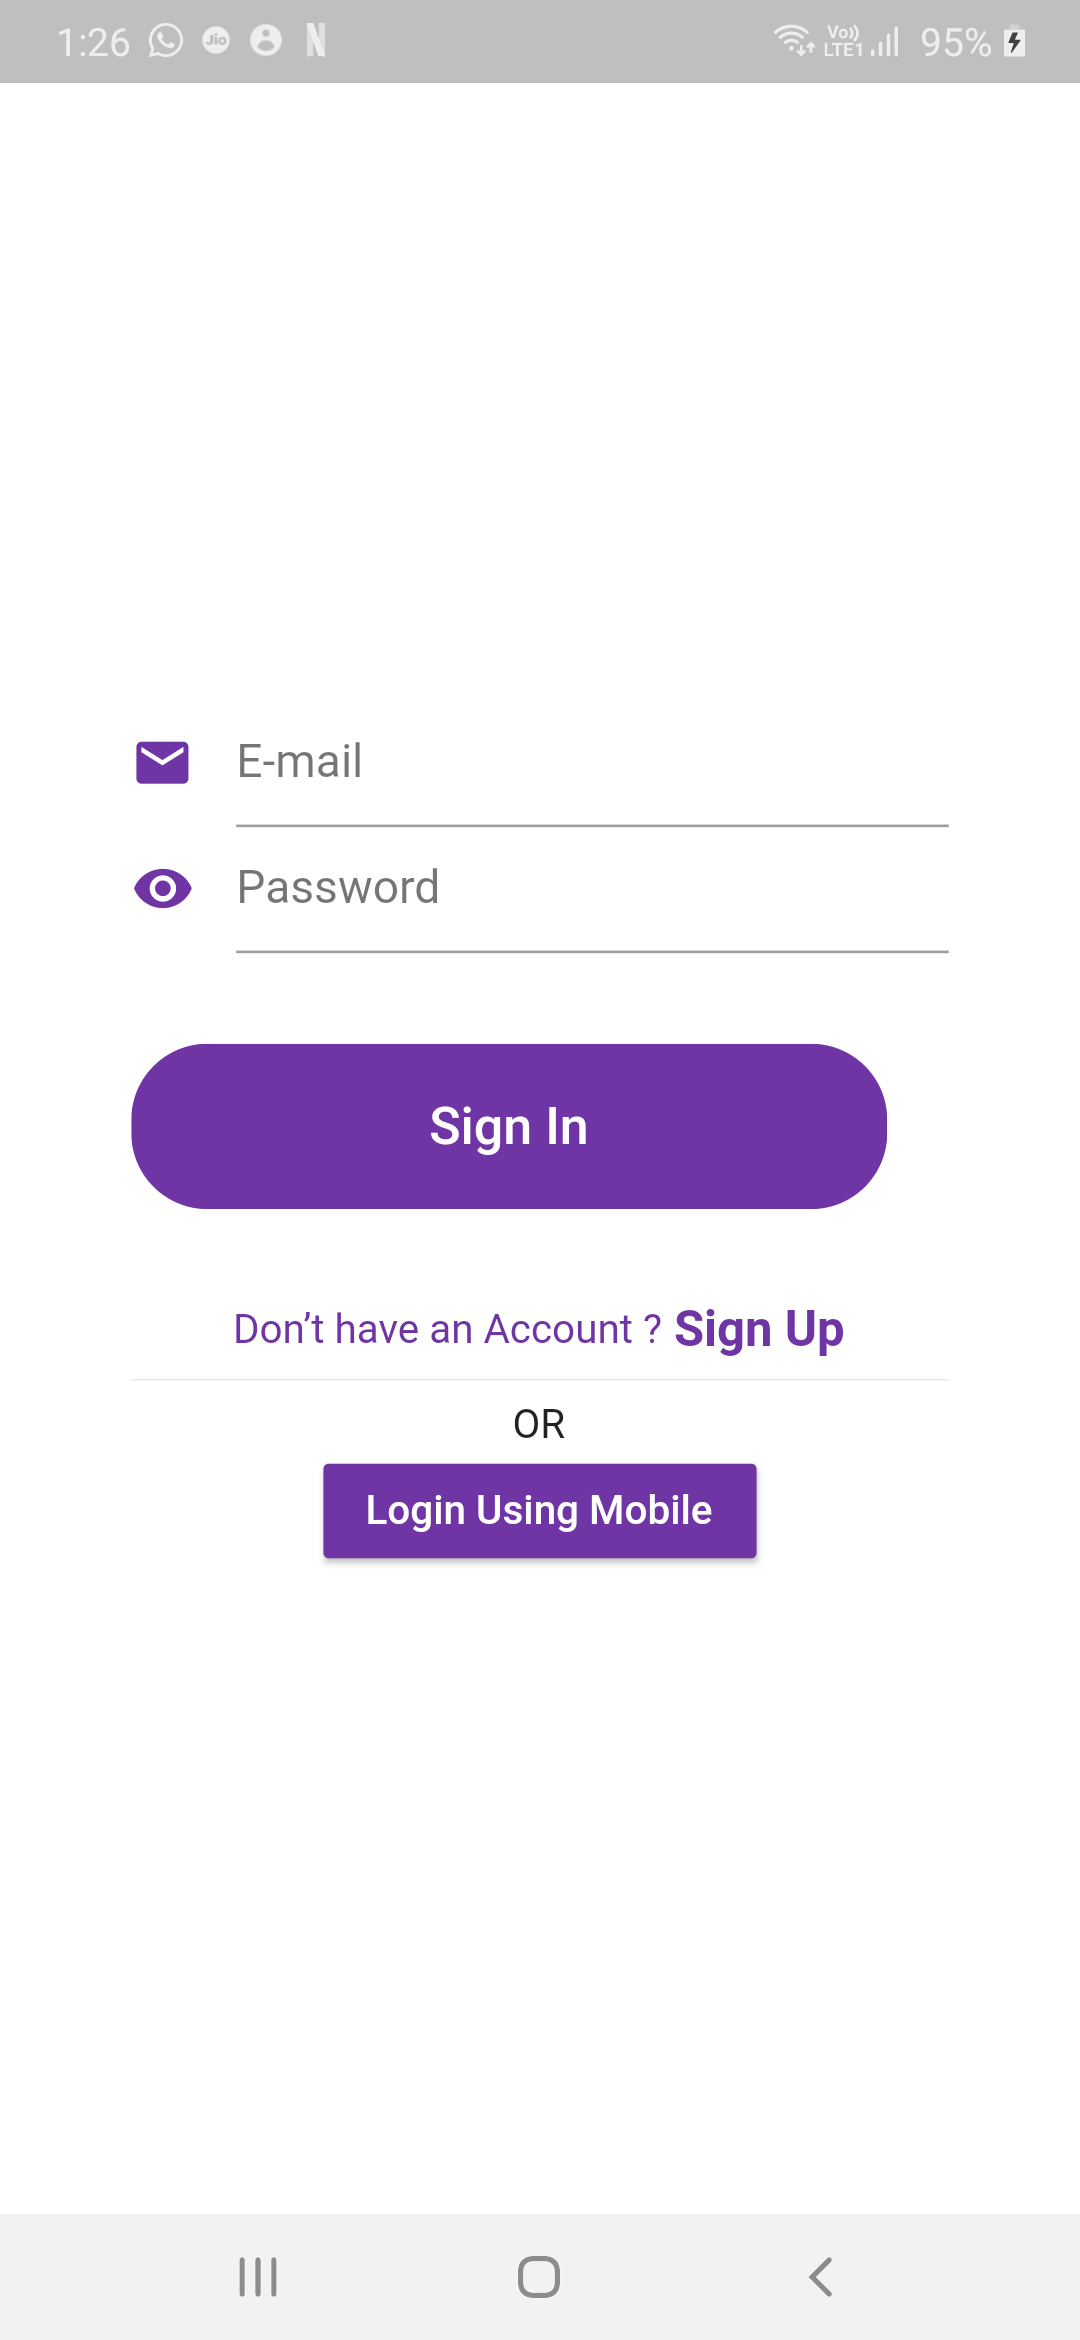 1:26 Jio N Vo)) LTE1 95%
E-mail
Password
Sign In
Don’t have an Account ? Sign Up
OR
Login Using Mobile